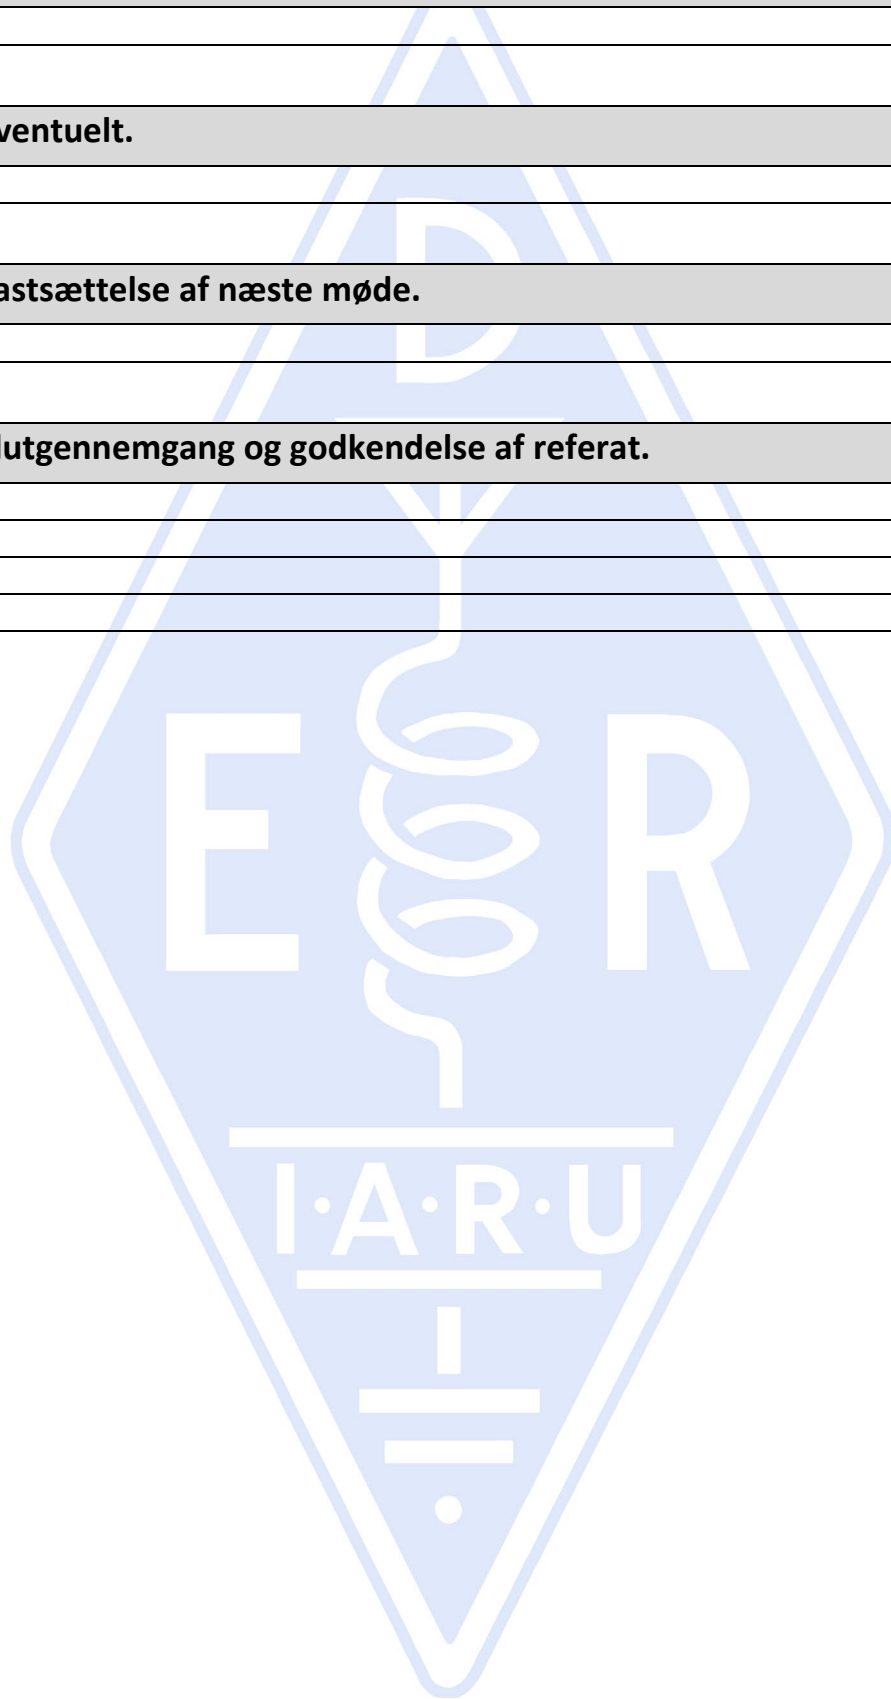 ventuelt.
astsættelse af næste møde.
lutgennemgang og godkendelse af referat.
D
E R
I·A·R·U